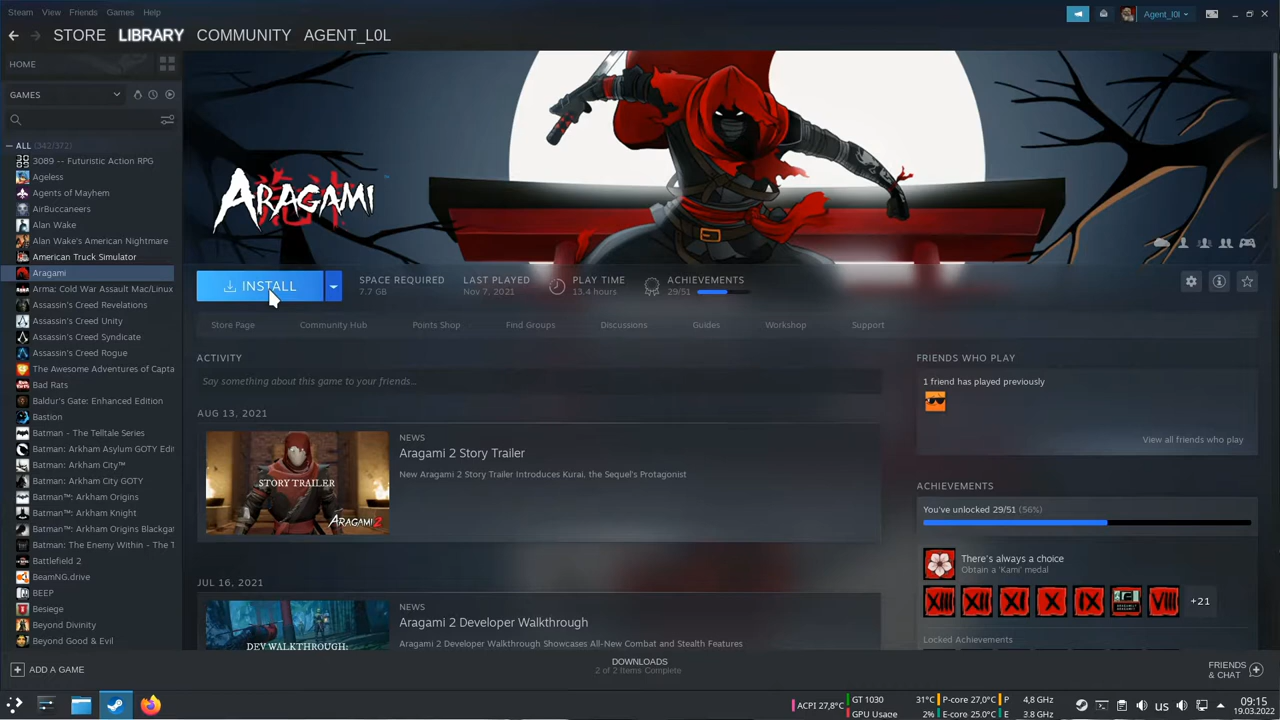 Steam View Friends Games Help
Agent_l0l
STORE LIBRARY COMMUNITY AGENT_L0L
HOME
GAMES
ALL (342/372)
3089 -- Futuristic Action RPG
Ageless
Agents of Mayhem
AirBuccaneers
Alan Wake
Alan Wake's American Nightmare
American Truck Simulator
Aragami
Arma: Cold War Assault Mac/Linux
Assassin's Creed Revelations
Assassin's Creed Unity
Assassin's Creed Syndicate
Assassin's Creed Rogue
The Awesome Adventures of Capta
Bad Rats
Baldur's Gate: Enhanced Edition
Bastion
Batman - The Telltale Series
Batman: Arkham Asylum GOTY Edi
Batman: Arkham City™
Batman: Arkham City GOTY
Batman™: Arkham Origins
Batman™: Arkham Knight
Batman™: Arkham Origins Blackga
Batman: The Enemy Within - The T
Battlefield 2
BeamNG.drive
BEEP
Besiege
Beyond Divinity
Beyond Good & Evil
ARAGAMI™
INSTALL
SPACE REQUIRED
7.7 GB
LAST PLAYED
Nov 7, 2021
PLAY TIME
13.4 hours
ACHIEVEMENTS
29/51
Store Page Community Hub Points Shop Find Groups Discussions Guides Workshop Support
ACTIVITY
Say something about this game to your friends...
AUG 13, 2021
STORY TRAILER
ARAGAMI 2
NEWS
Aragami 2 Story Trailer
New Aragami 2 Story Trailer Introduces Kurai, the Sequel's Protagonist
JUL 16, 2021
DEV WALKTHROUGH:
NEWS
Aragami 2 Developer Walkthrough
Aragami 2 Developer Walkthrough Showcases All-New Combat and Stealth Features
FRIENDS WHO PLAY
1 friend has played previously
View all friends who play
ACHIEVEMENTS
You've unlocked 29/51 (56%)
There's always a choice
Obtain a 'Kami' medal
XIII XII XI X IX VIII +21
Locked Achievements
ADD A GAME
DOWNLOADS
2 of 2 Items Complete
FRIENDS
& CHAT
ACPI 27,8°C
GT 1030 31°C
GPU Usage 2%
P-core 27,0°C
E-core 25.0°C
P 4,8 GHz
E 3.8 GHz
us
09:15
19.03.2022